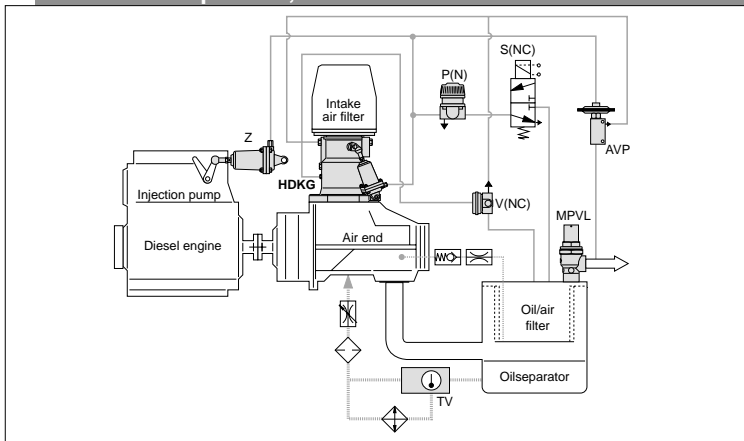 S(NC)
P(N)
Intake
air filter
Z
AVP
HDKG
Injection pump
V(NC)
MPVL
Diesel engine
Air end
Oil/air
filter
Oilseparator
TV